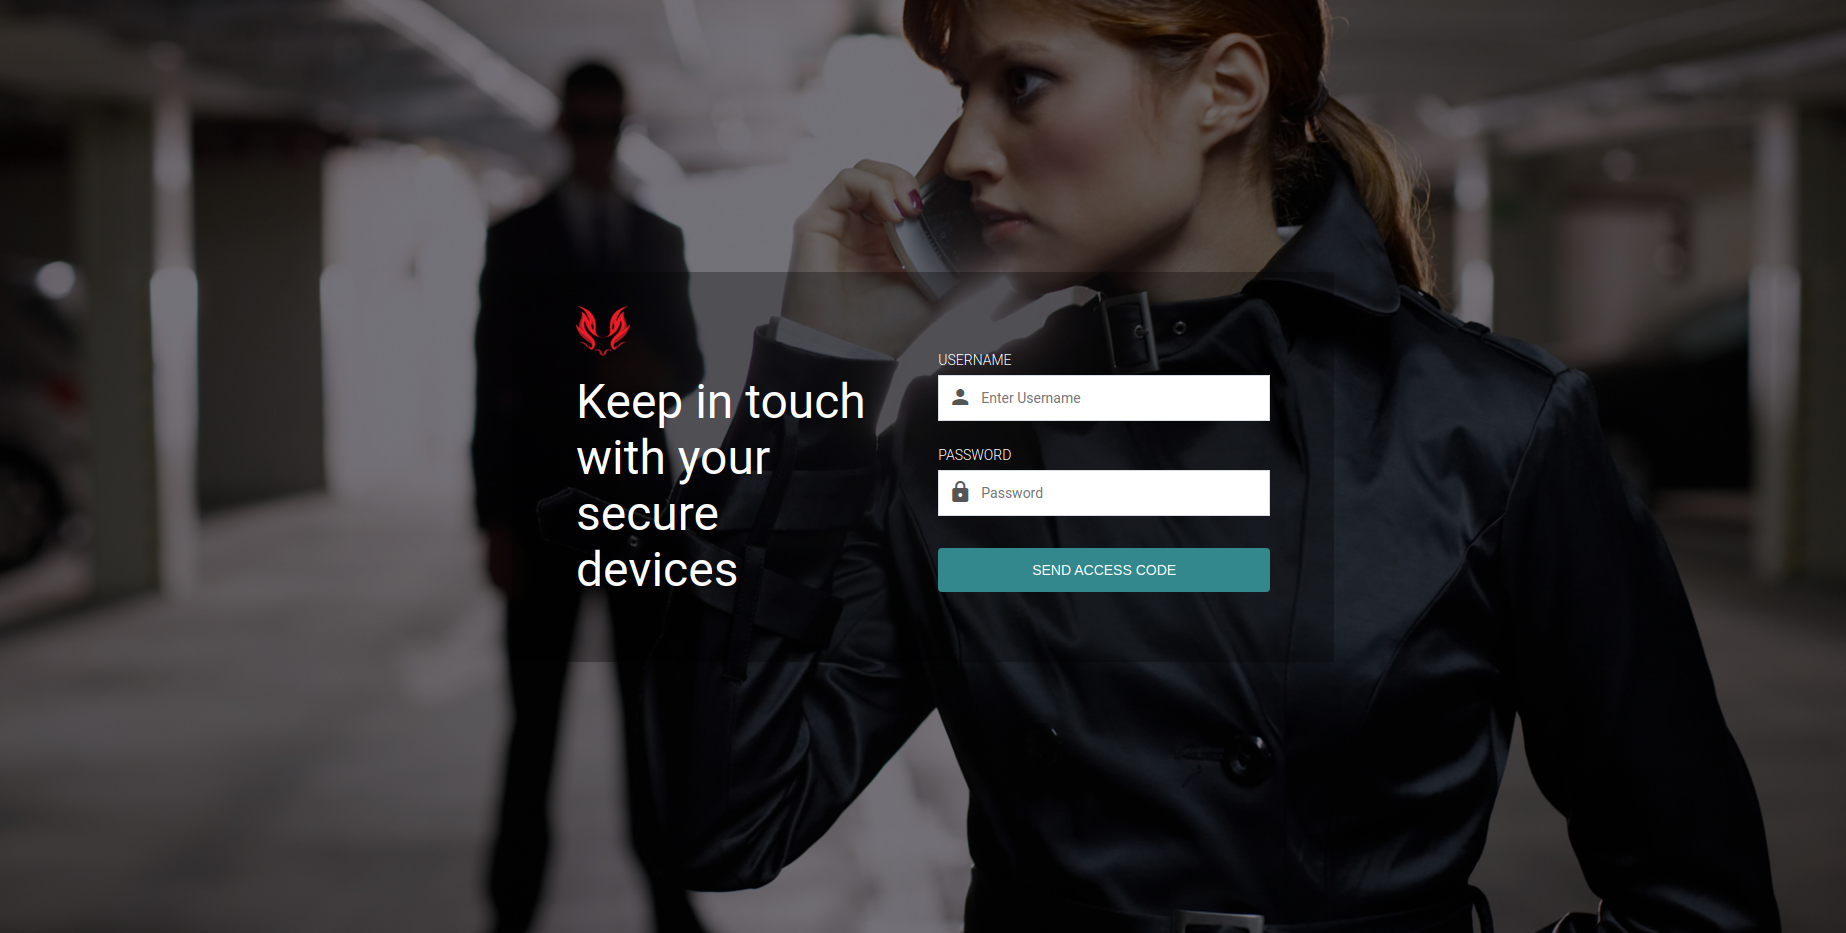 Keep in touch
with your
secure
devices
USERNAME
Enter Username
PASSWORD
Password
SEND ACCESS CODE